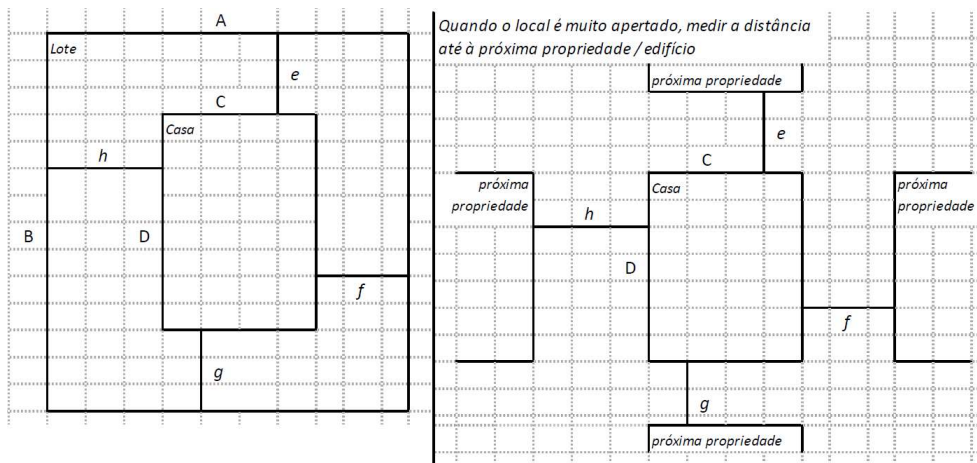 A
Lote
e
C
Casa
h
B
D
f
g
Quando o local é muito apertado, medir a distância
até à próxima propriedade / edifício
próxima propriedade
e
C
próxima
propriedade
Casa
próxima
propriedade
h
D
f
g
próxima propriedade